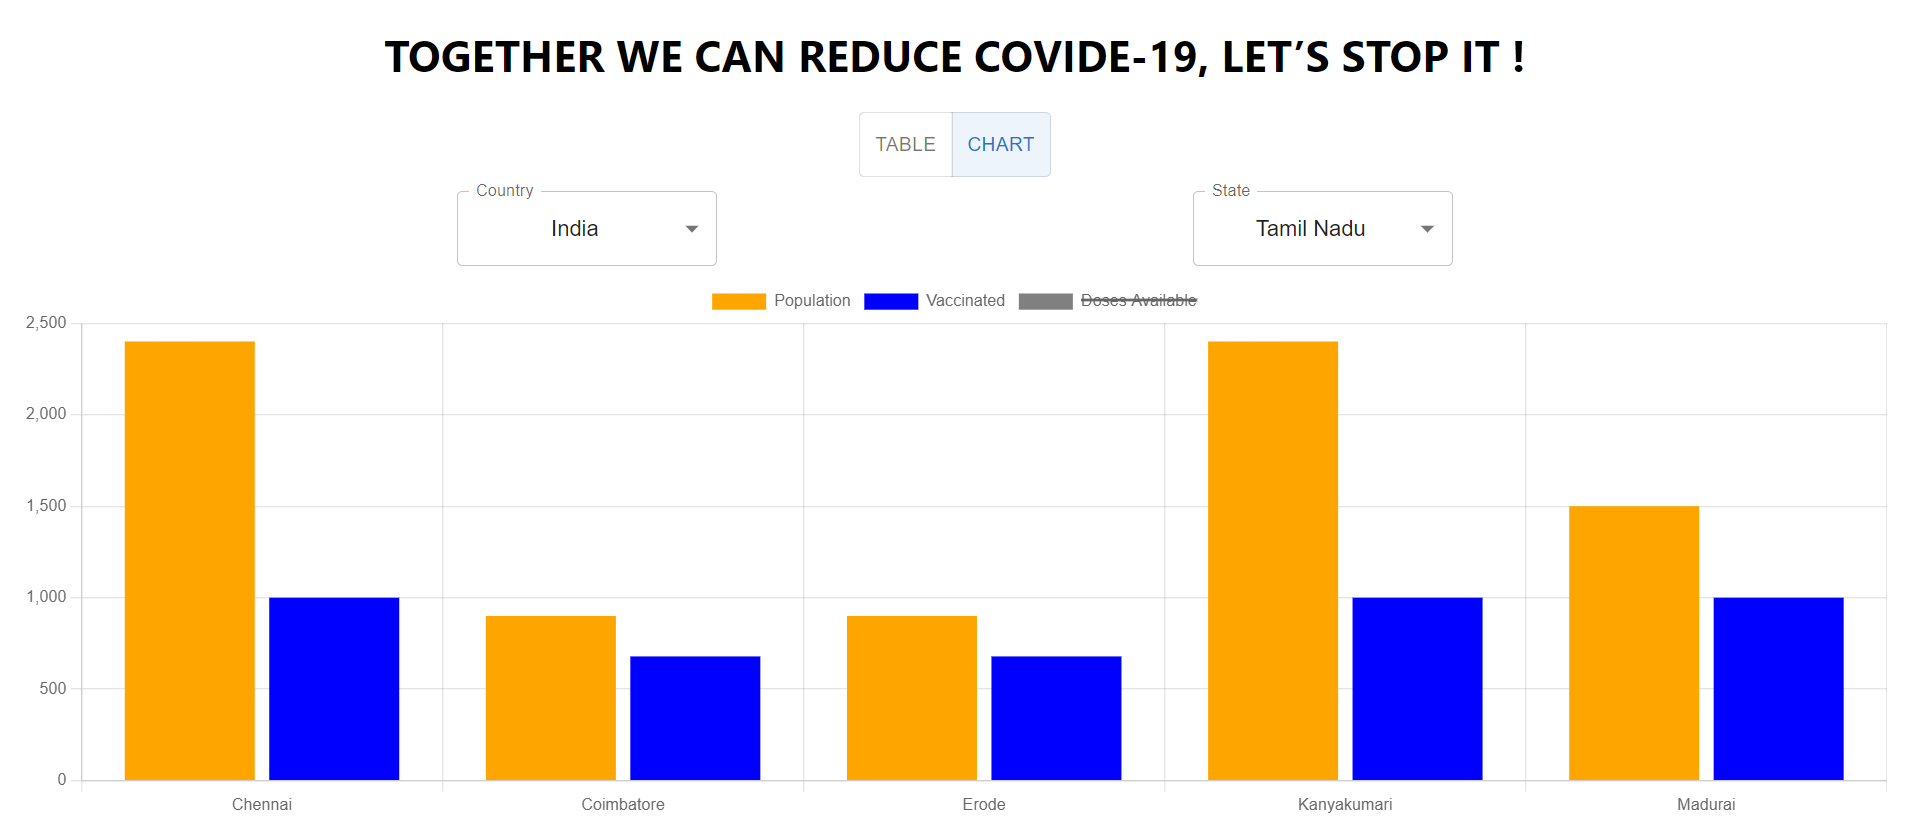 TOGETHER WE CAN REDUCE COVIDE-19, LET’S STOP IT !
TABLE CHART
Country State
India Tamil Nadu
Population Vaccinated Doses Available
2,500
2,000
1,500
1,000
500
0
Chennai Coimbatore Erode Kanyakumari Madurai